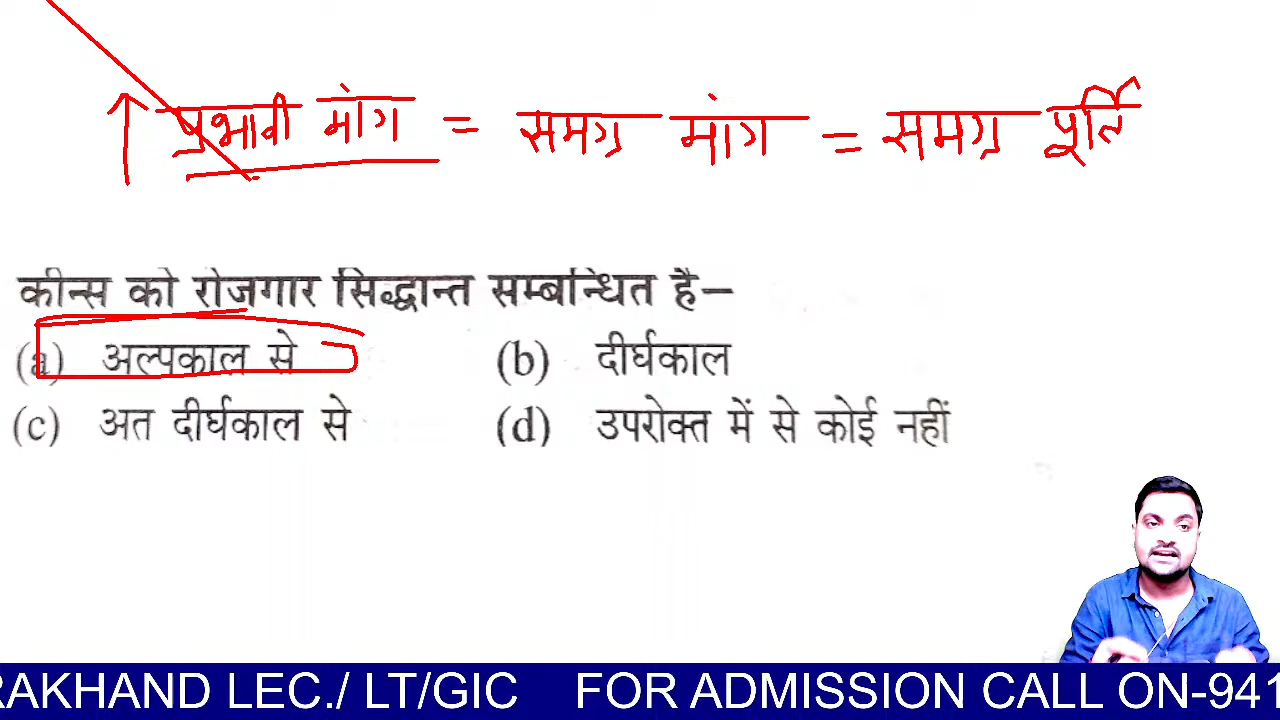 प्रभावी मांग = समग्र मांग = समग्र पूर्ति
कीन्स को रोजगार सिद्धान्त सम्बन्धित है—
(a) अल्पकाल से (b) दीर्घकाल
(c) अत दीर्घकाल से (d) उपरोक्त में से कोई नहीं
RAKHAND LEC./ LT/GIC FOR ADMISSION CALL ON-941